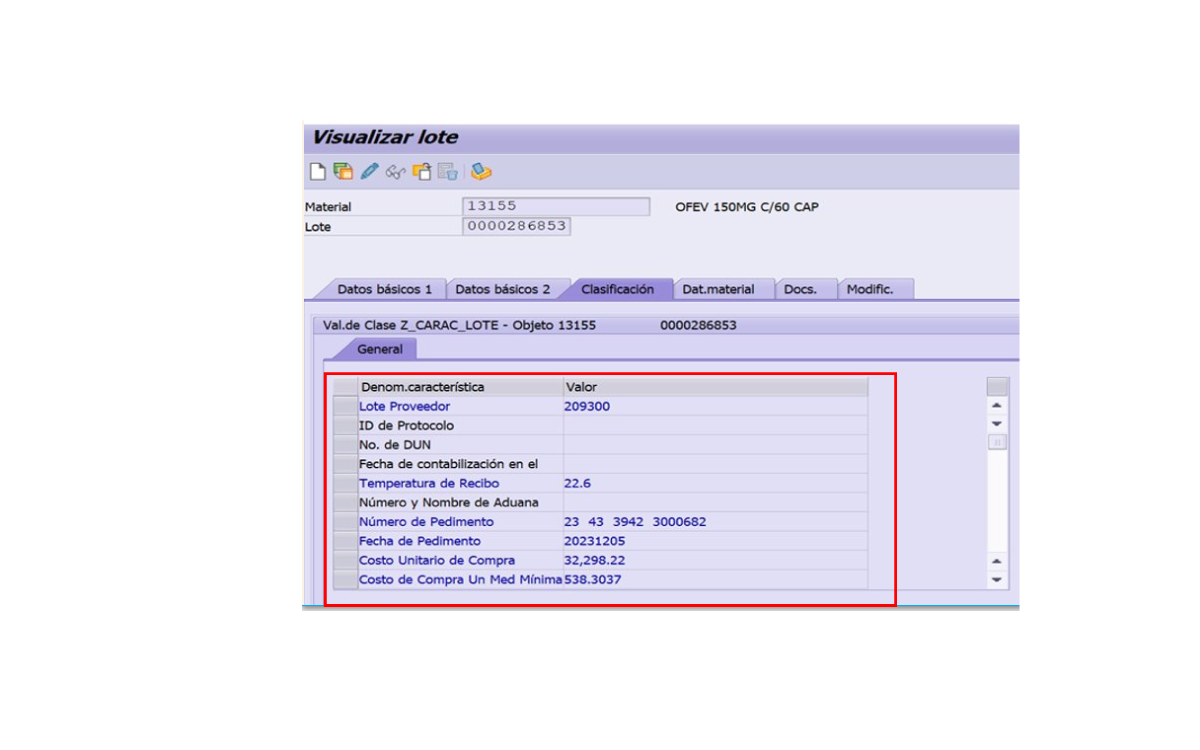 Visualizar lote
Material 13155 OFEV 150MG C/60 CAP
Lote 0000286853
Datos básicos 1 Datos básicos 2 Clasificación Dat.material Docs. Modific.
Val.de Clase Z_CARAC_LOTE - Objeto 13155 0000286853
General
Denom.característica Valor
Lote Proveedor 209300
ID de Protocolo
No. de DUN
Fecha de contabilización en el
Temperatura de Recibo 22.6
Número y Nombre de Aduana
Número de Pedimento 23 43 3942 3000682
Fecha de Pedimento 20231205
Costo Unitario de Compra 32,298.22
Costo de Compra Un Med Mínima 538.3037